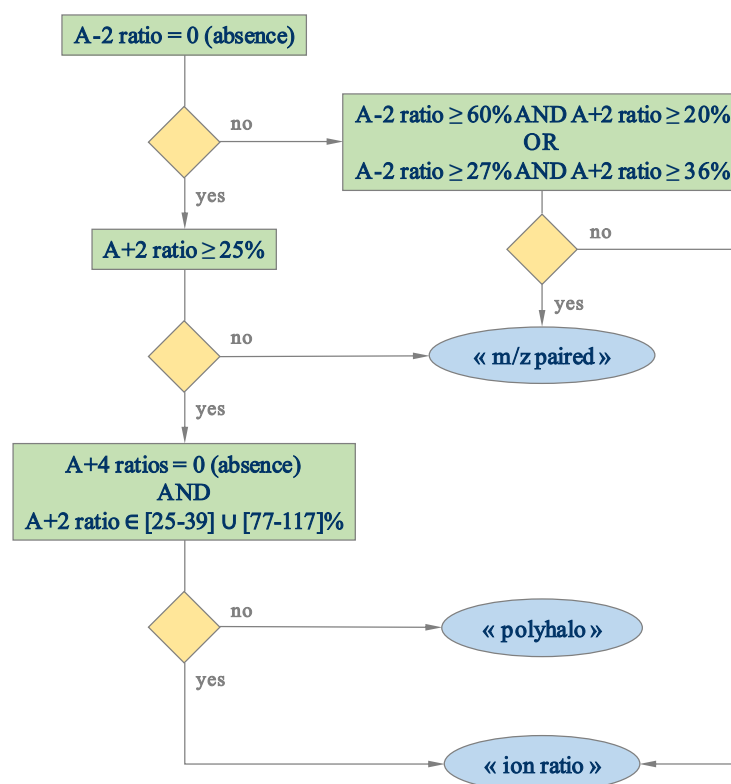 A-2 ratio = 0 (absence)
no
A-2 ratio ≥ 60% AND A+2 ratio ≥ 20%
OR
A-2 ratio ≥ 27% AND A+2 ratio ≥ 36%
yes
A+2 ratio ≥ 25%
no
yes
no
« m/z paired »
yes
A+4 ratios = 0 (absence)
AND
A+2 ratio ∈ [25-39] ∪ [77-117]%
no
« polyhalo »
yes
« ion ratio »